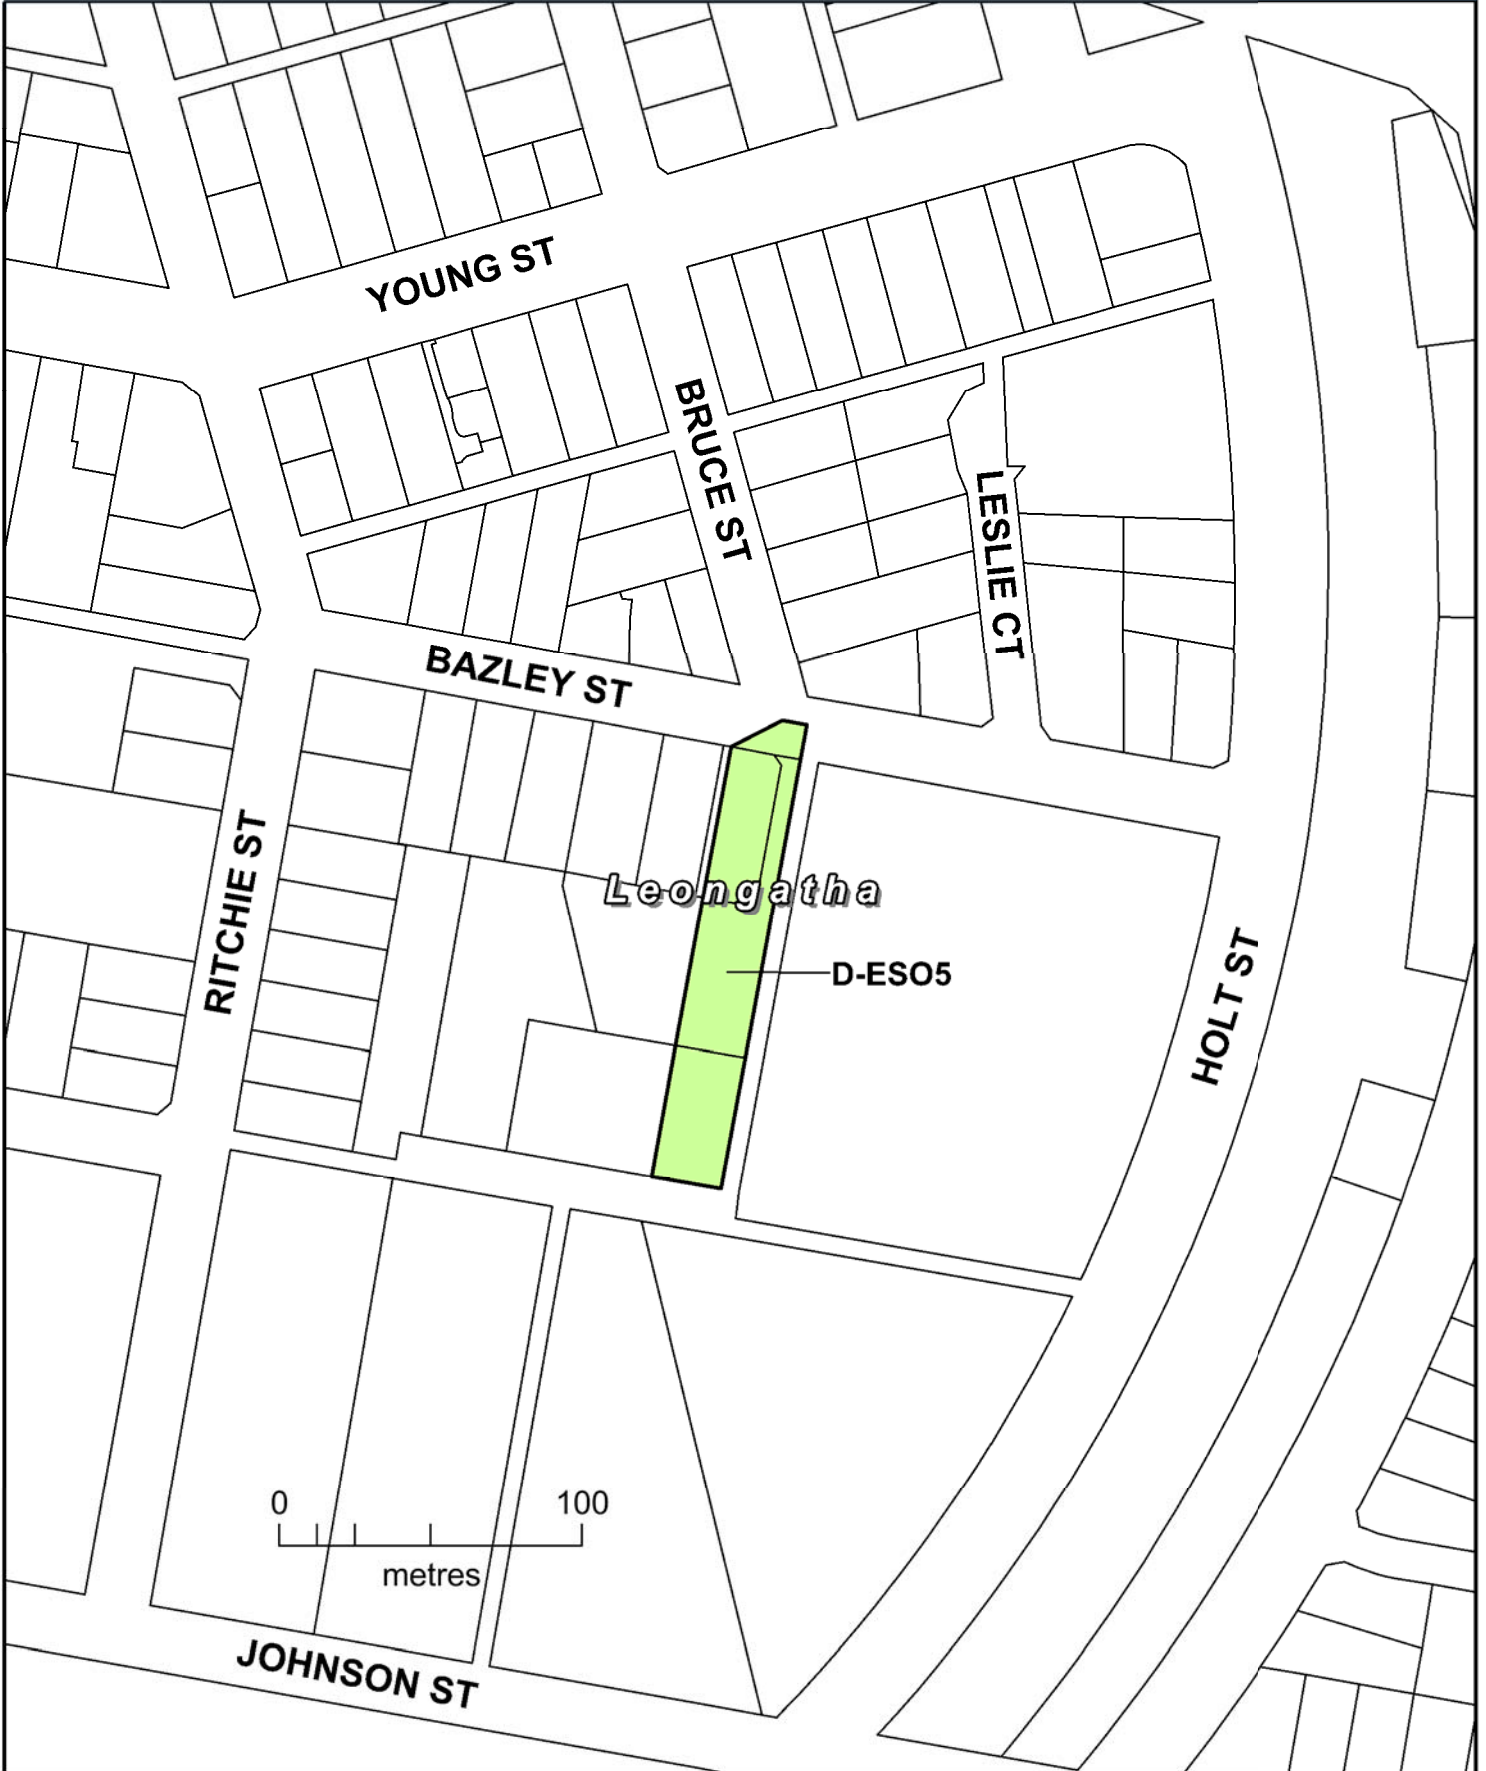 YOUNG ST
BRUCE ST
LESLIE CT
BAZLEY ST
RITCHIE ST
Leongatha
D-ESO5
HOLT ST
0 100
metres
JOHNSON ST